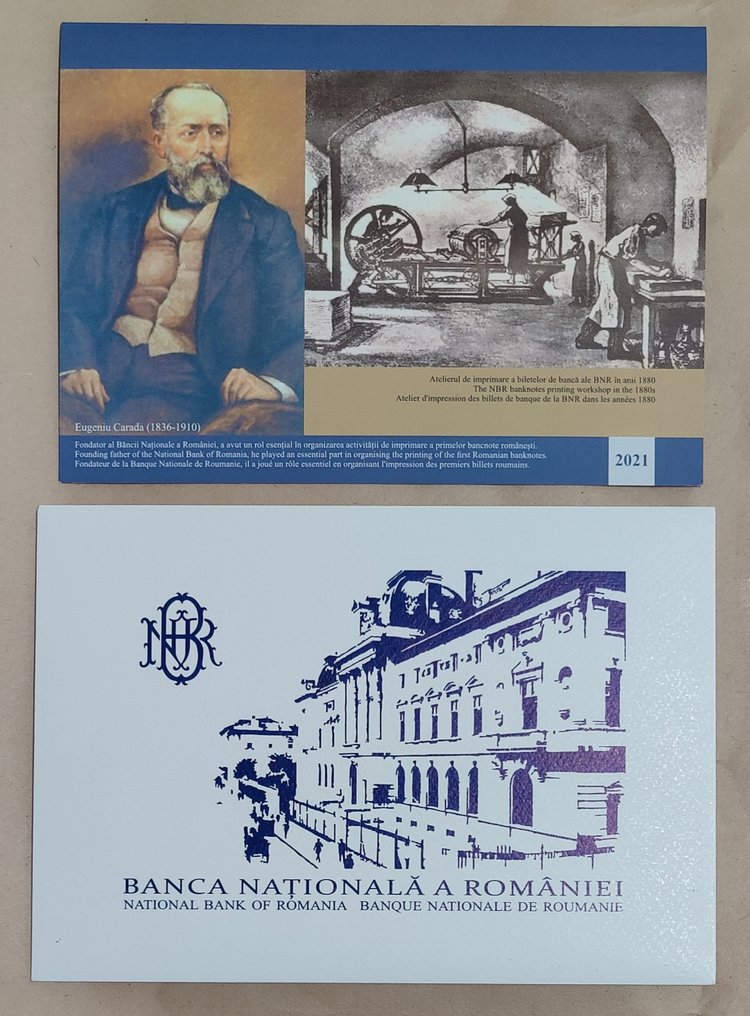 Atelierul de imprimare a biletelor de bancă ale BNR în anii 1880
The NBR banknotes printing workshop in the 1880s
Atelier d'impression des billets de banque de la BNR dans les années 1880
Eugeniu Carada (1836-1910)
Fondator al Băncii Naționale a României, a avut un rol esențial în organizarea activității de imprimare a primelor bancnote românești.
Founding father of the National Bank of Romania, he played an essential part in organising the printing of the first Romanian banknotes.
Fondateur de la Banque Nationale de Roumanie, il a joué un rôle essentiel en organisant l'impression des premiers billets roumains.
2021
NBR
BANCA NAȚIONALĂ A ROMÂNIEI
NATIONAL BANK OF ROMANIA BANQUE NATIONALE DE ROUMANIE